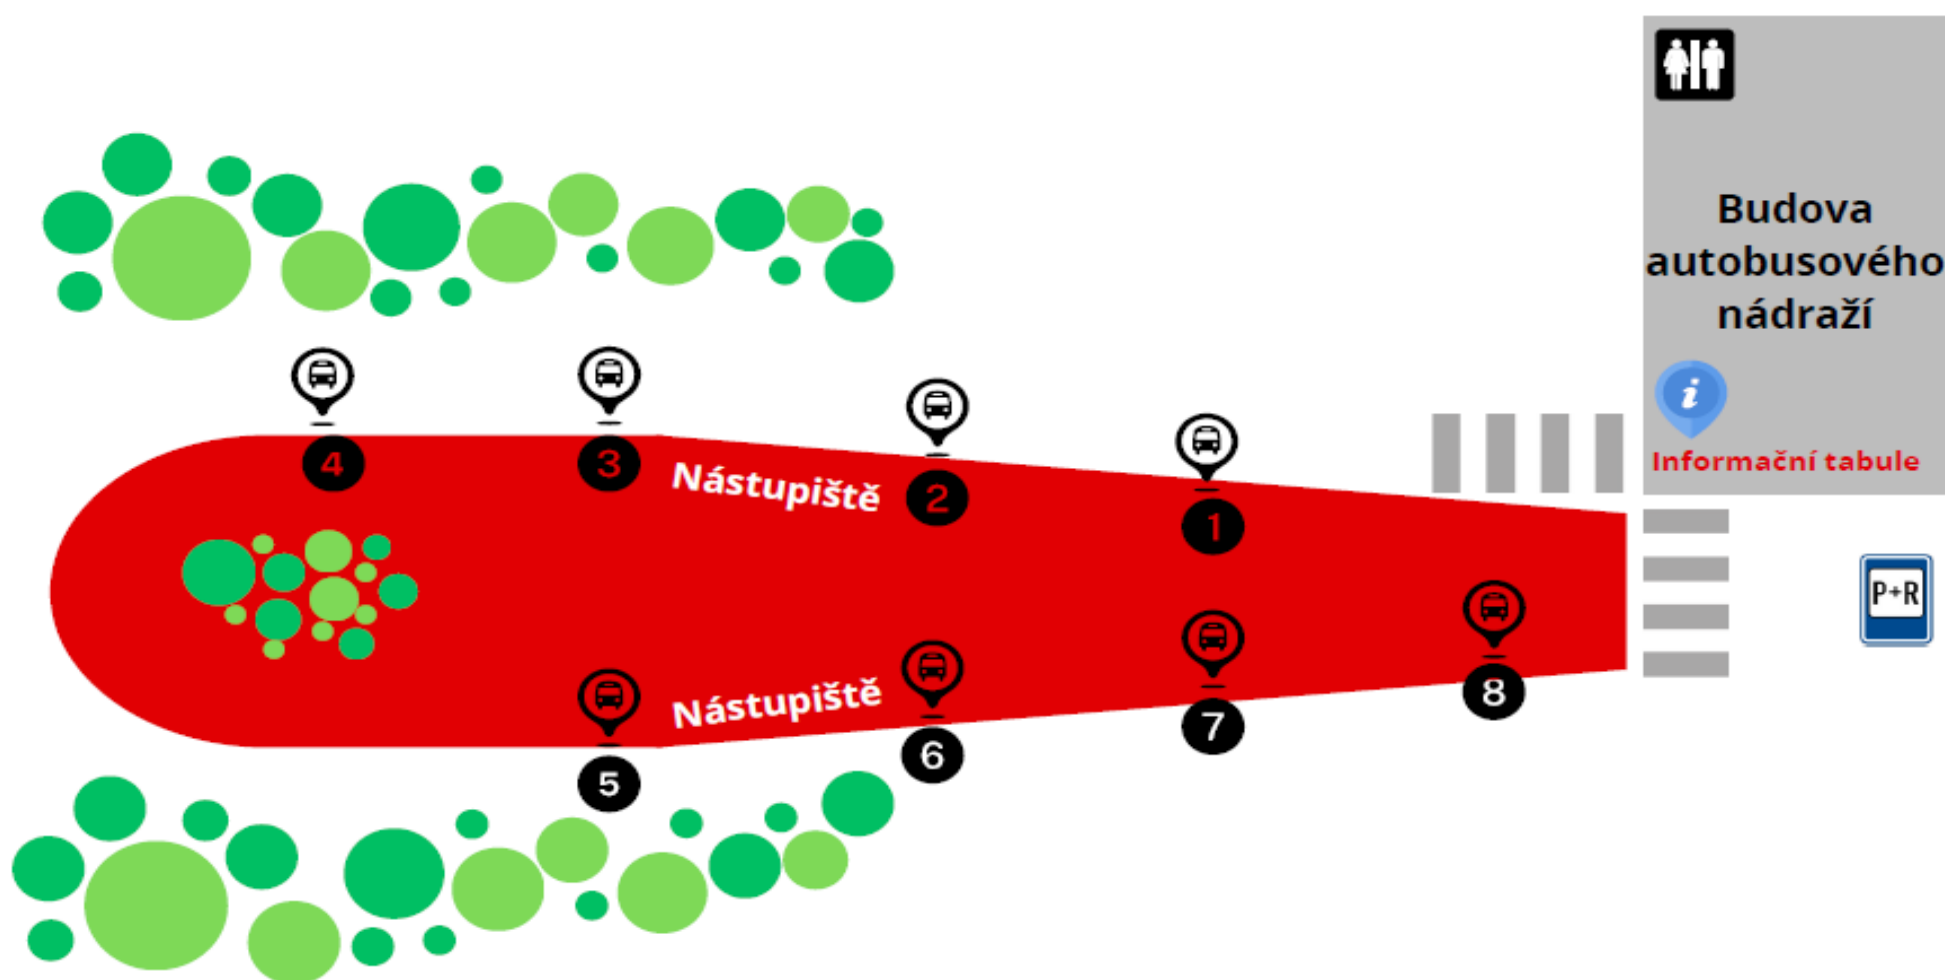 Budova
autobusového
nádraží
i
Informační tabule
4
3
Nástupiště
2
1
P+R
8
7
Nástupiště
6
5